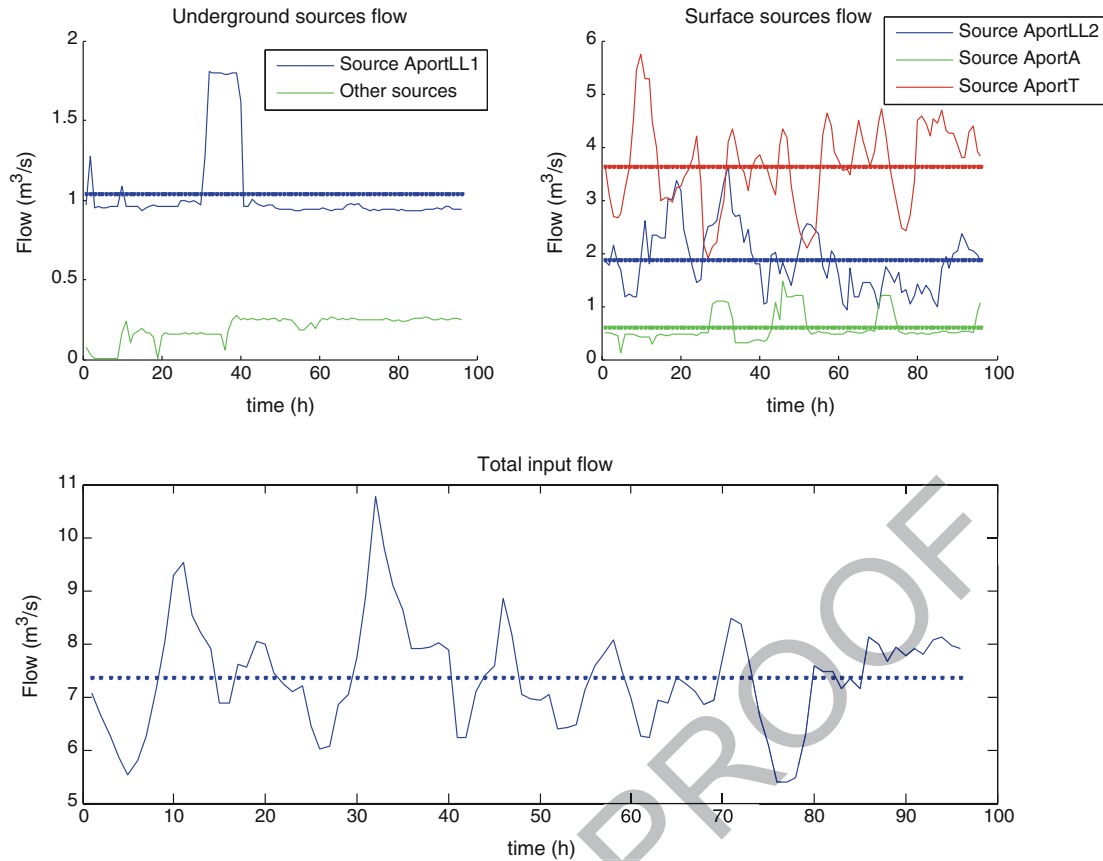 Underground sources flow
2
1.5
1
0.5
0
Flow (m³/s)
0 20 40 60 80 100
time (h)
Source AportLL1
Other sources
Surface sources flow
6
5
4
3
2
1
0
Flow (m³/s)
0 20 40 60 80 100
time (h)
Source AportLL2
Source AportA
Source AportT
Total input flow
11
10
9
8
7
6
5
Flow (m³/s)
0 10 20 30 40 50 60 70 80 90 100
time (h)
PROOF